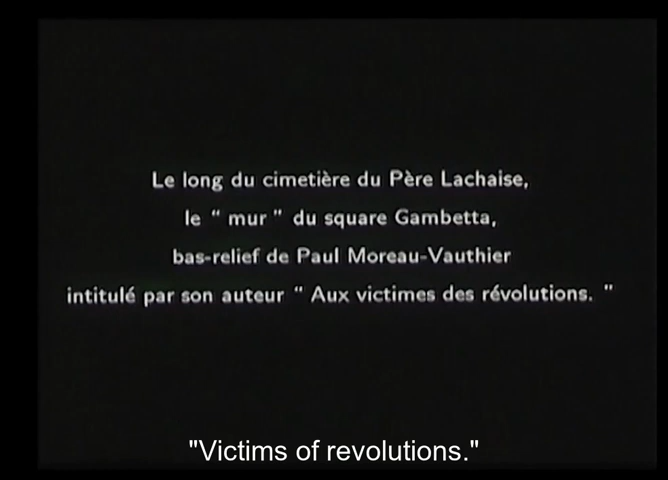 Le long du cimetière du Père Lachaise,
le “ mur ” du square Gambetta,
bas-relief de Paul Moreau-Vauthier
intitulé par son auteur “ Aux victimes des révolutions. ”
"Victims of revolutions."